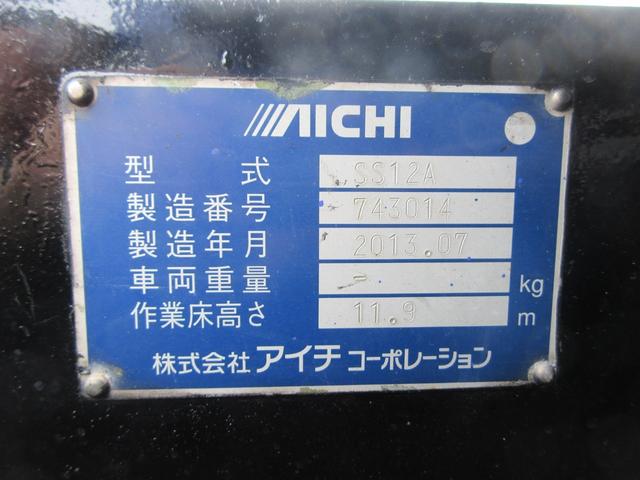 AICHI
型式 SS12A
製造番号 743014
製造年月 2013.07
車両重量 - kg
作業床高さ 11.9 m
株式会社アイチコーポレーション